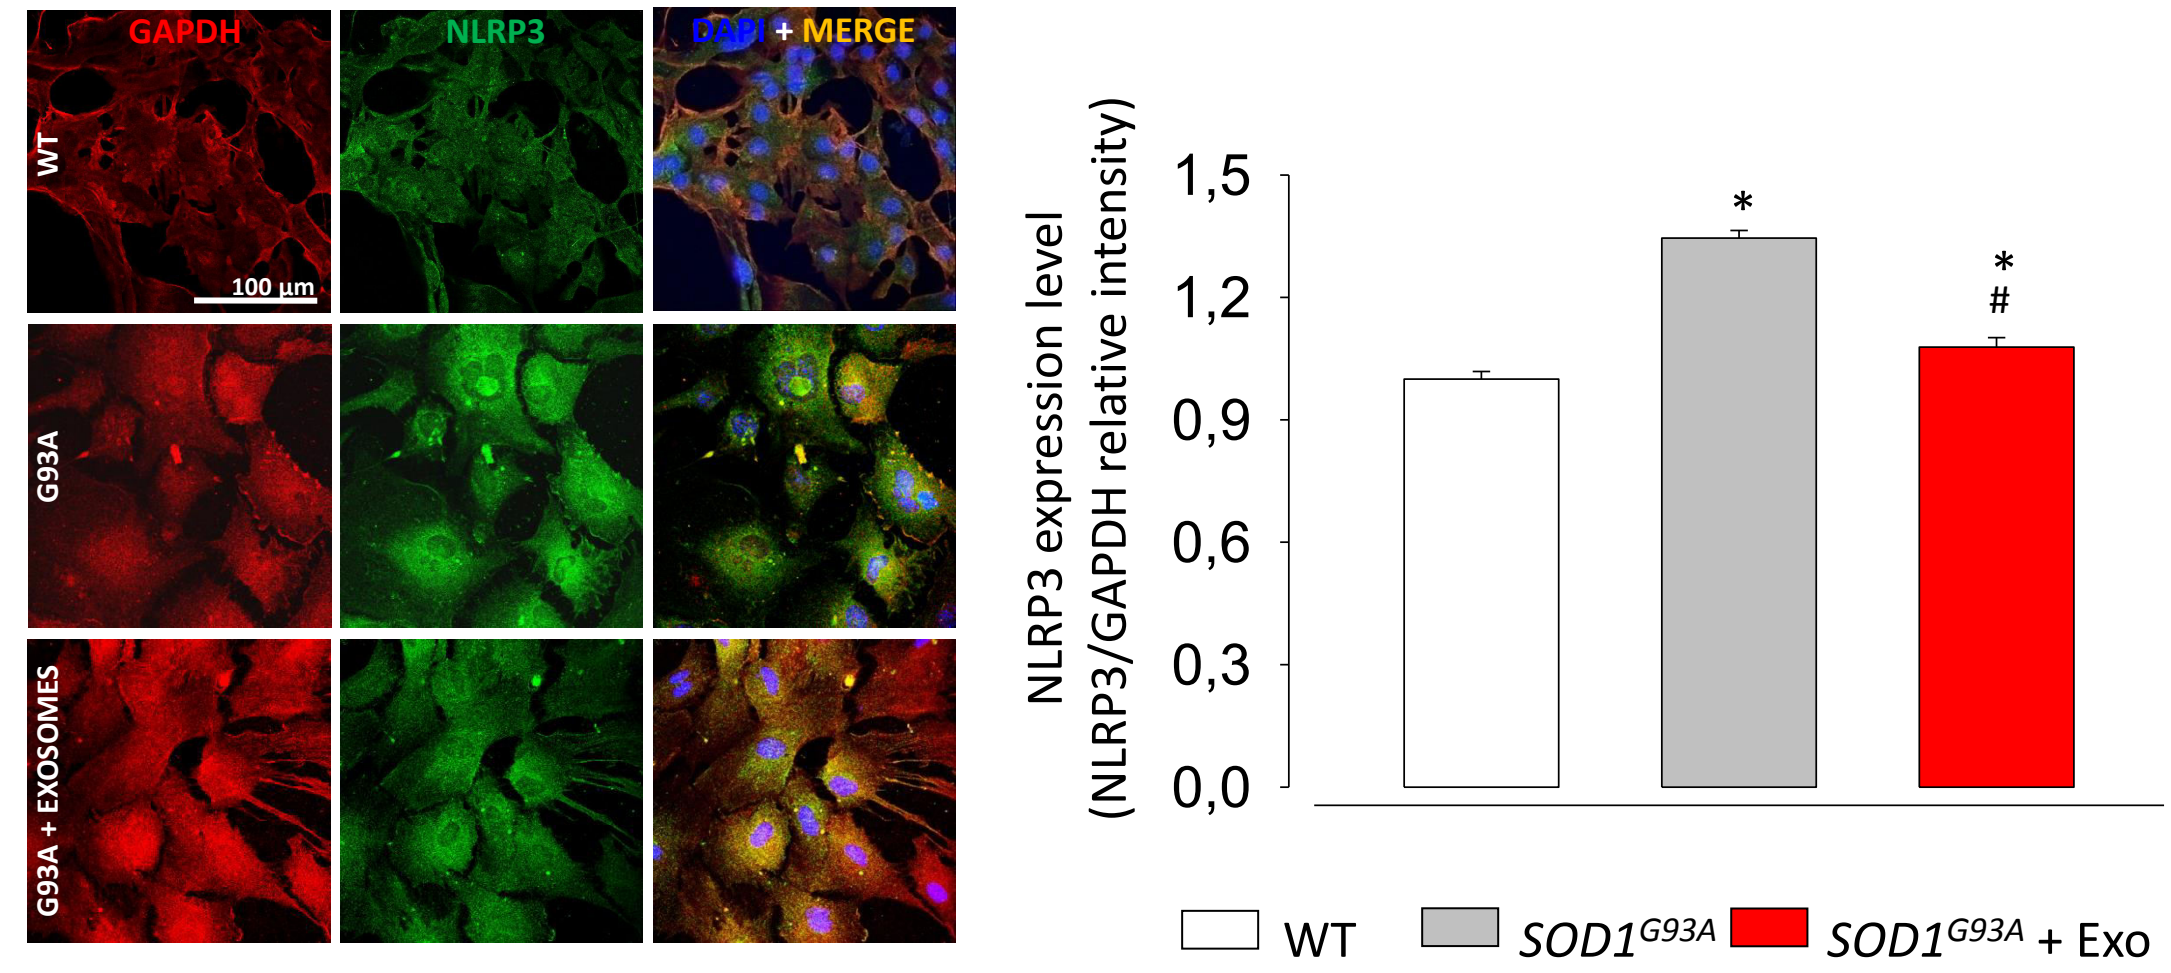 GAPDH
NLRP3
DAPI + MERGE
WT
100 µm
G93A
G93A + EXOSOMES
NLRP3 expression level
(NLRP3/GAPDH relative intensity)
1,5
1,2
0,9
0,6
0,3
0,0
*
*
#
WT
SOD1G93A
SOD1G93A + Exo